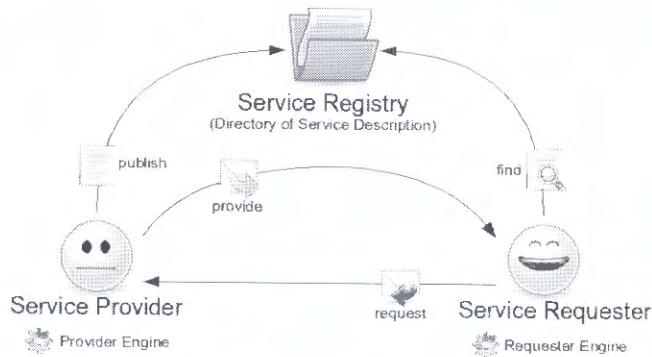 Service Registry
(Directory of Service Description)
publish
find
provide
Service Provider
request
Service Requester
Provider Engine
Requester Engine